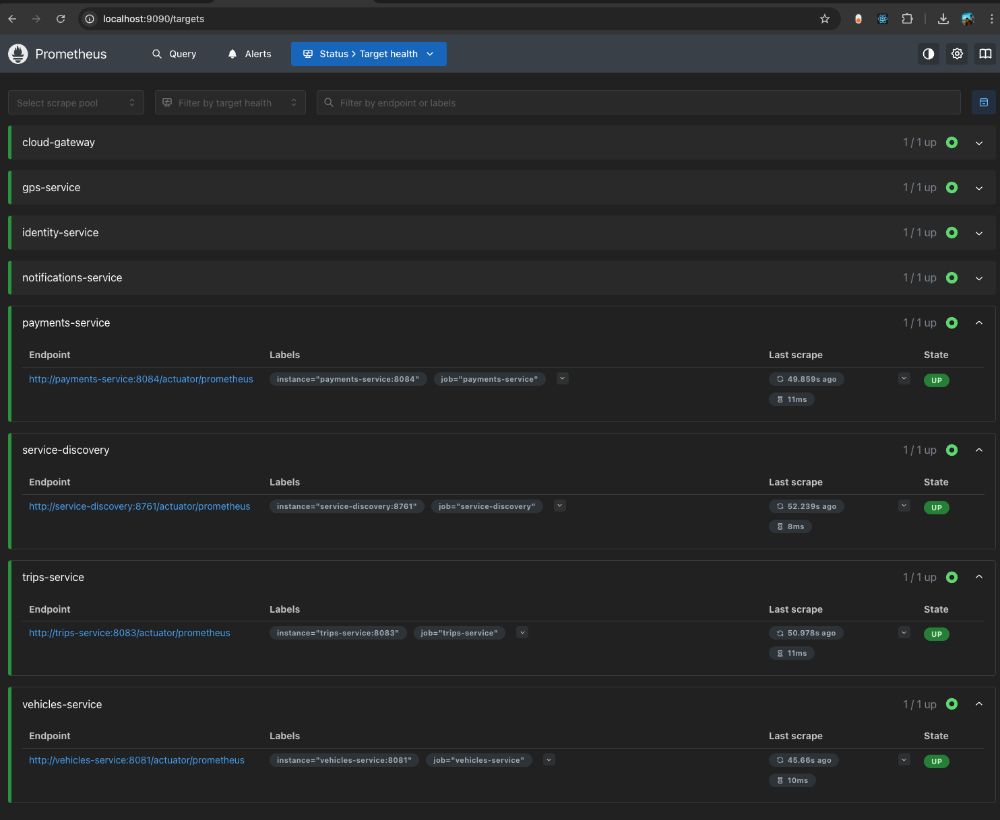 localhost:9090/targets
Prometheus Query Alerts Status > Target health
Select scrape pool Filter by target health Filter by endpoint or labels
cloud-gateway 1 / 1 up
gps-service 1 / 1 up
identity-service 1 / 1 up
notifications-service 1 / 1 up
payments-service 1 / 1 up
Endpoint Labels Last scrape State
http://payments-service:8084/actuator/prometheus instance="payments-service:8084" job="payments-service" 49.859s ago UP
11ms
service-discovery 1 / 1 up
Endpoint Labels Last scrape State
http://service-discovery:8761/actuator/prometheus instance="service-discovery:8761" job="service-discovery" 52.239s ago UP
8ms
trips-service 1 / 1 up
Endpoint Labels Last scrape State
http://trips-service:8083/actuator/prometheus instance="trips-service:8083" job="trips-service" 50.978s ago UP
11ms
vehicles-service 1 / 1 up
Endpoint Labels Last scrape State
http://vehicles-service:8081/actuator/prometheus instance="vehicles-service:8081" job="vehicles-service" 45.66s ago UP
10ms